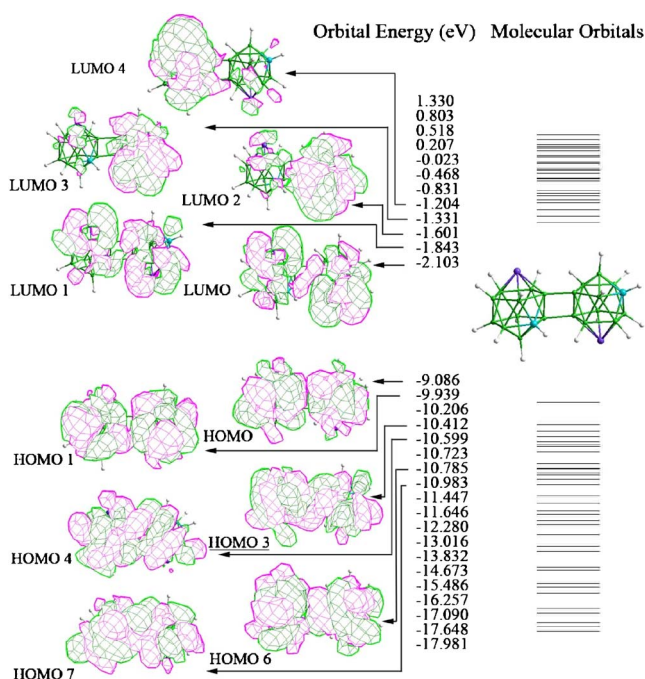 Orbital Energy (eV) Molecular Orbitals
LUMO 4
1.330
0.803
0.518
0.207
-0.023
-0.468
-0.831
-1.204
-1.331
-1.601
-1.843
-2.103
LUMO 3
LUMO 2
LUMO 1
LUMO
-9.086
-9.939
-10.206
-10.412
-10.599
-10.723
-10.785
-10.983
-11.447
-11.646
-12.280
-13.016
-13.832
-14.673
-15.486
-16.257
-17.090
-17.648
-17.981
HOMO
HOMO 1
HOMO 3
HOMO 4
HOMO 6
HOMO 7